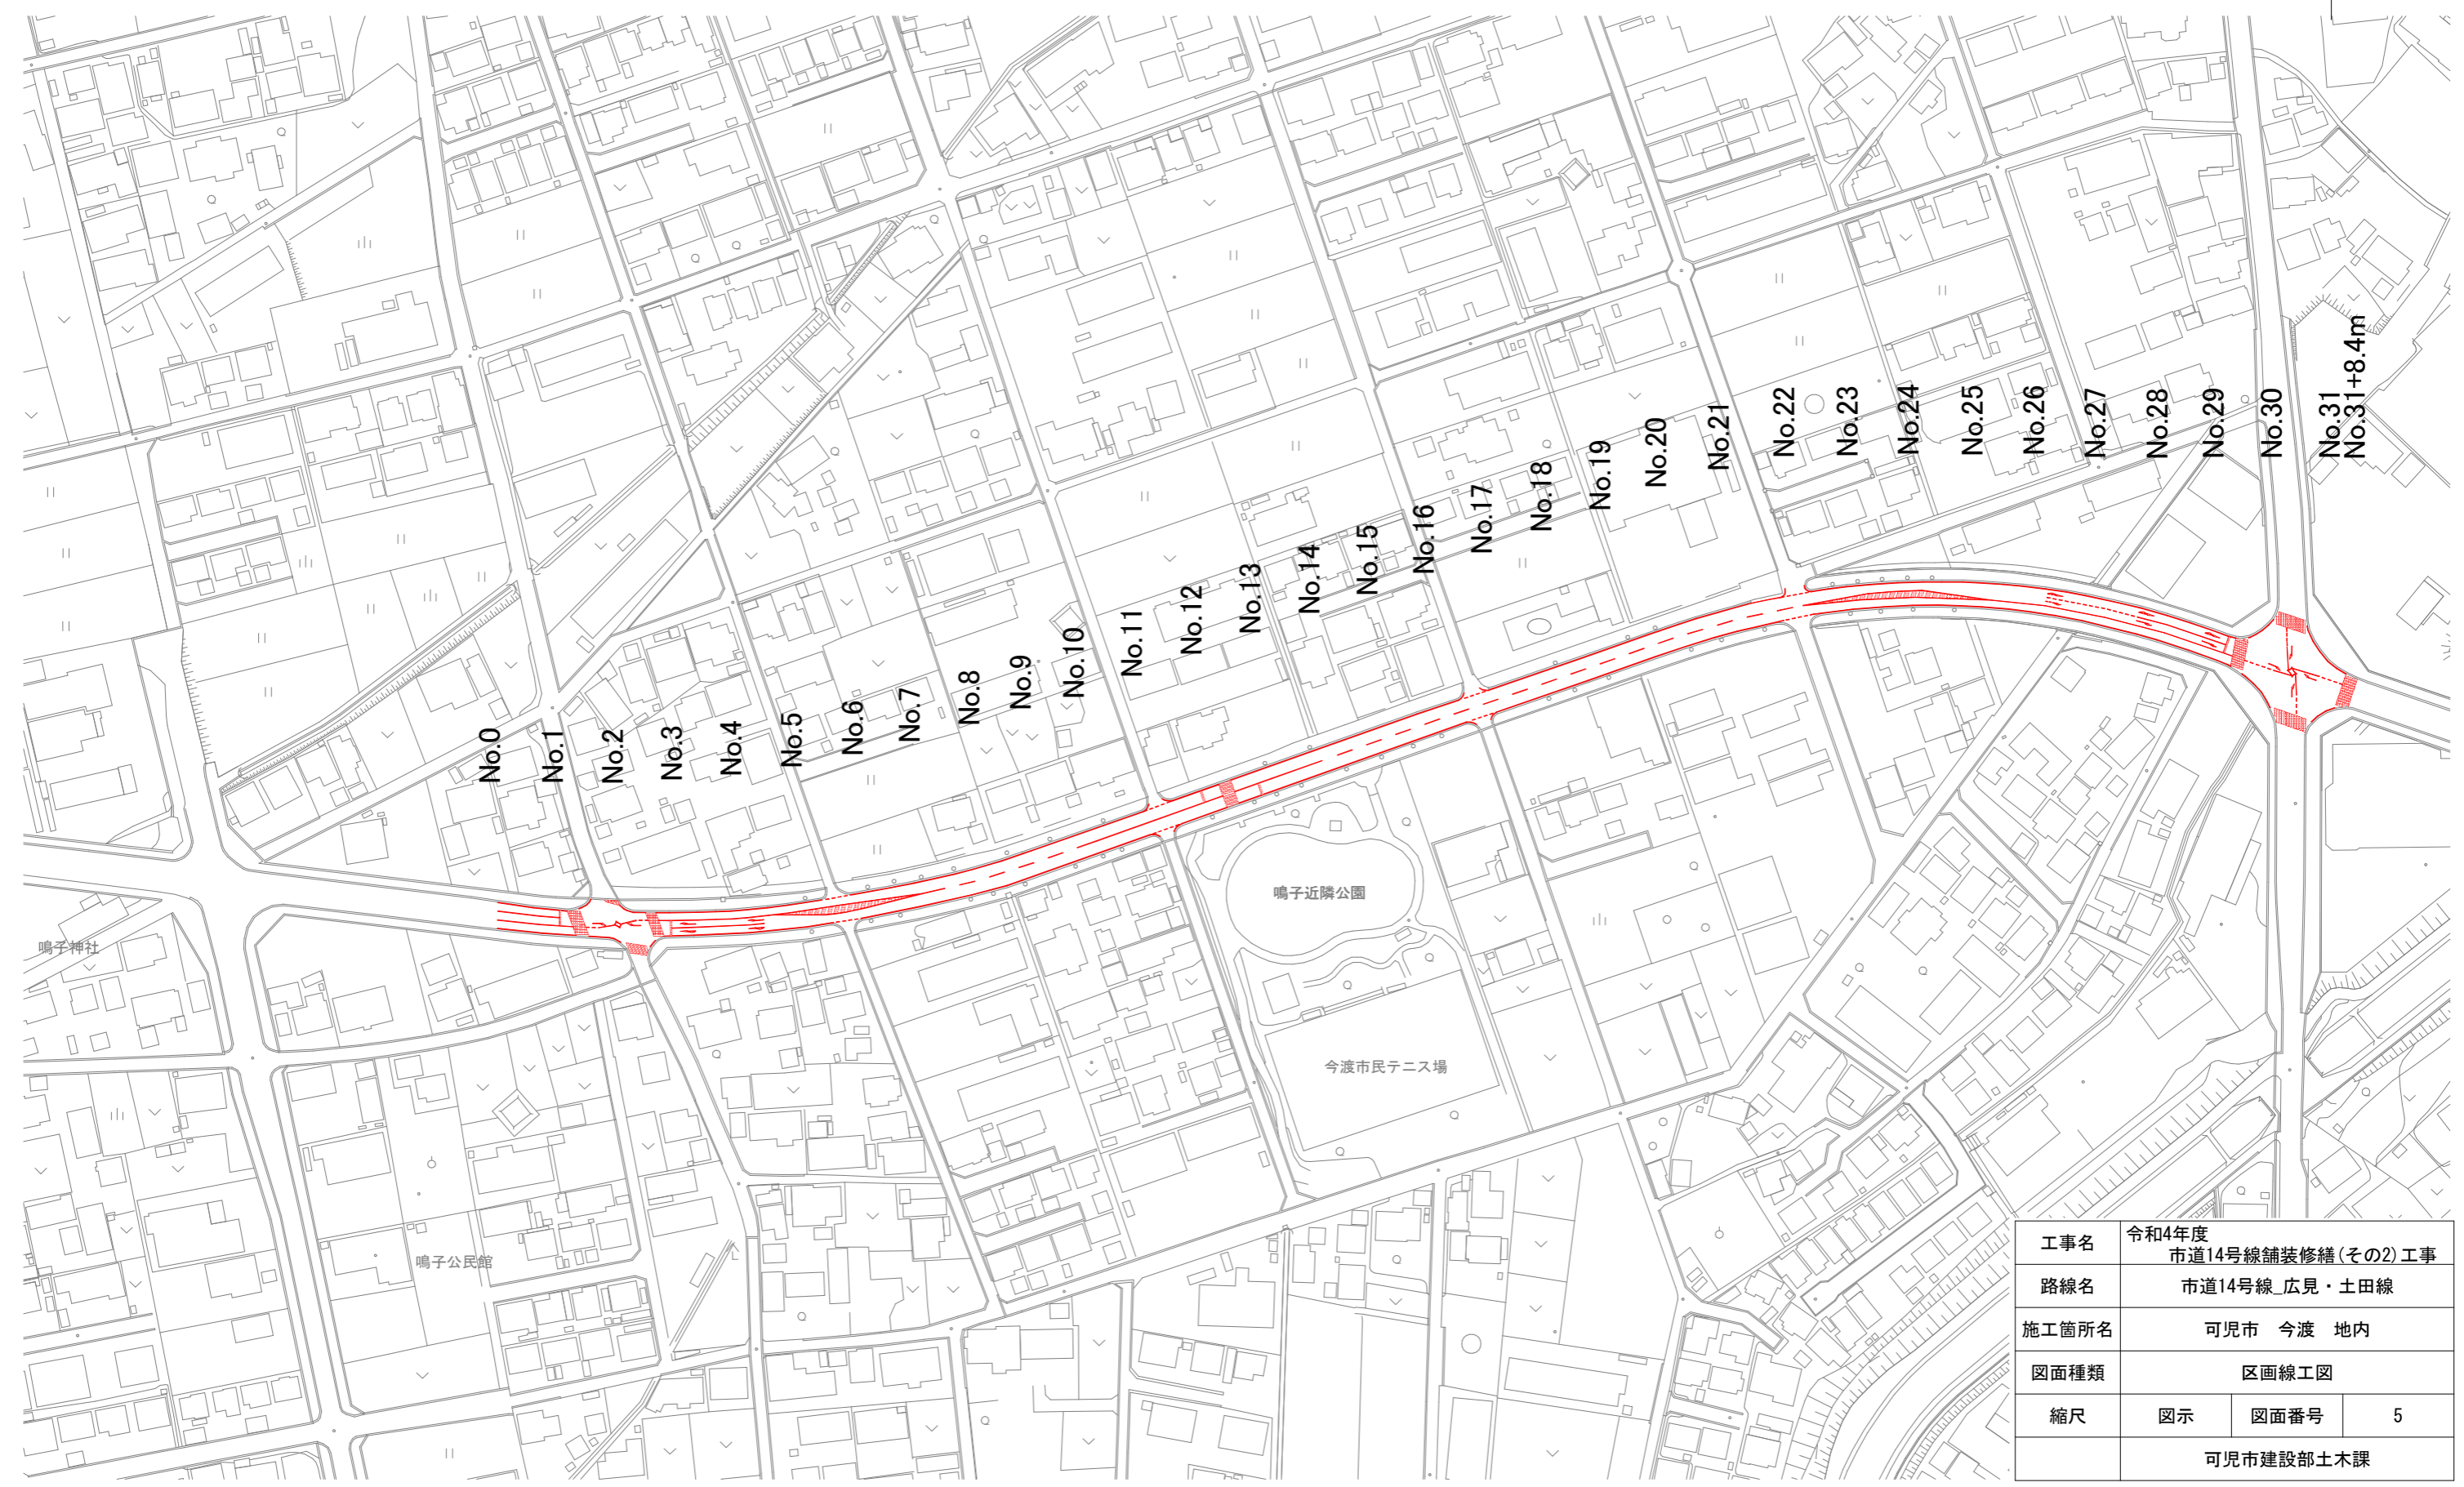 No.0
No.1
No.2
No.3
No.4
No.5
No.6
No.7
No.8
No.9
No.10
No.11
No.12
No.13
No.14
No.15
No.16
No.17
No.18
No.19
No.20
No.21
No.22
No.23
No.24
No.25
No.26
No.27
No.28
No.29
No.30
No.31
No.31+8.4m
鳴子近隣公園
鳴子神社
今渡市民テニス場
鳴子公民館
工事名 令和4年度
市道14号線舗装修繕(その2)工事
路線名 市道14号線_広見・土田線
施工箇所名 可児市 今渡 地内
図面種類 区画線工図
縮尺 図示 図面番号 5
可児市建設部土木課